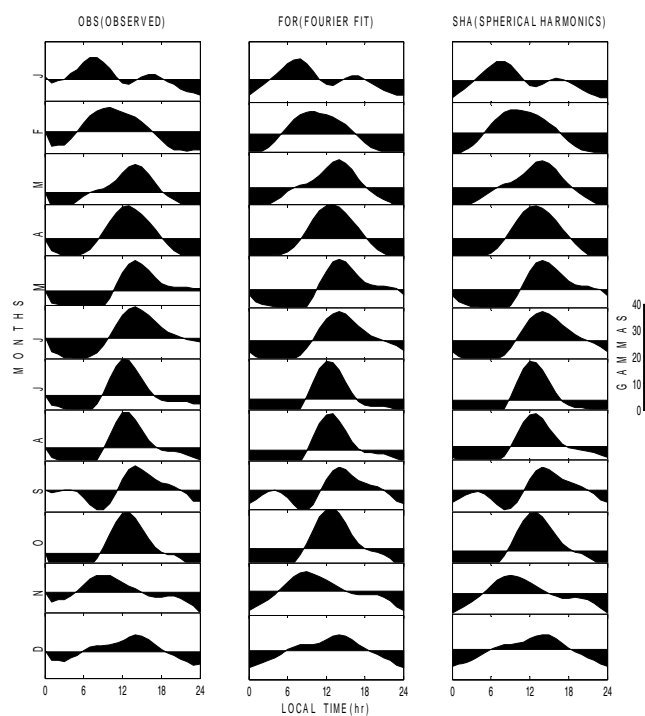 OBS(OBSERVED) FOR(FOURIER FIT) SHA(SPHERICAL HARMONICS)
J
F
M
A
M
J
J
A
S
O
N
D
MONTHS
40
30
20
10
0
GAMMAS
0 6 12 18 24 0 6 12 18 24 0 6 12 18 24
LOCAL TIME(hr)